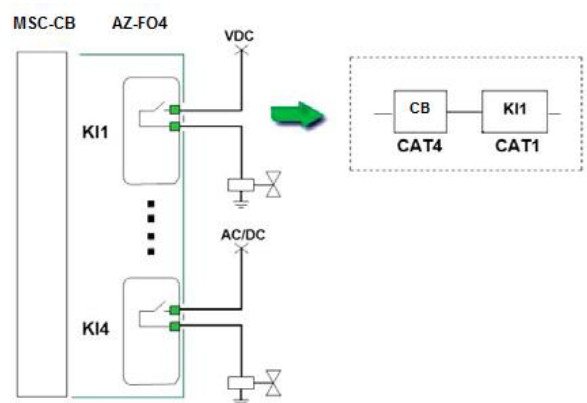 MSC-CB AZ-FO4
VDC
KI1
CB KI1
CAT4 CAT1
AC/DC
KI4